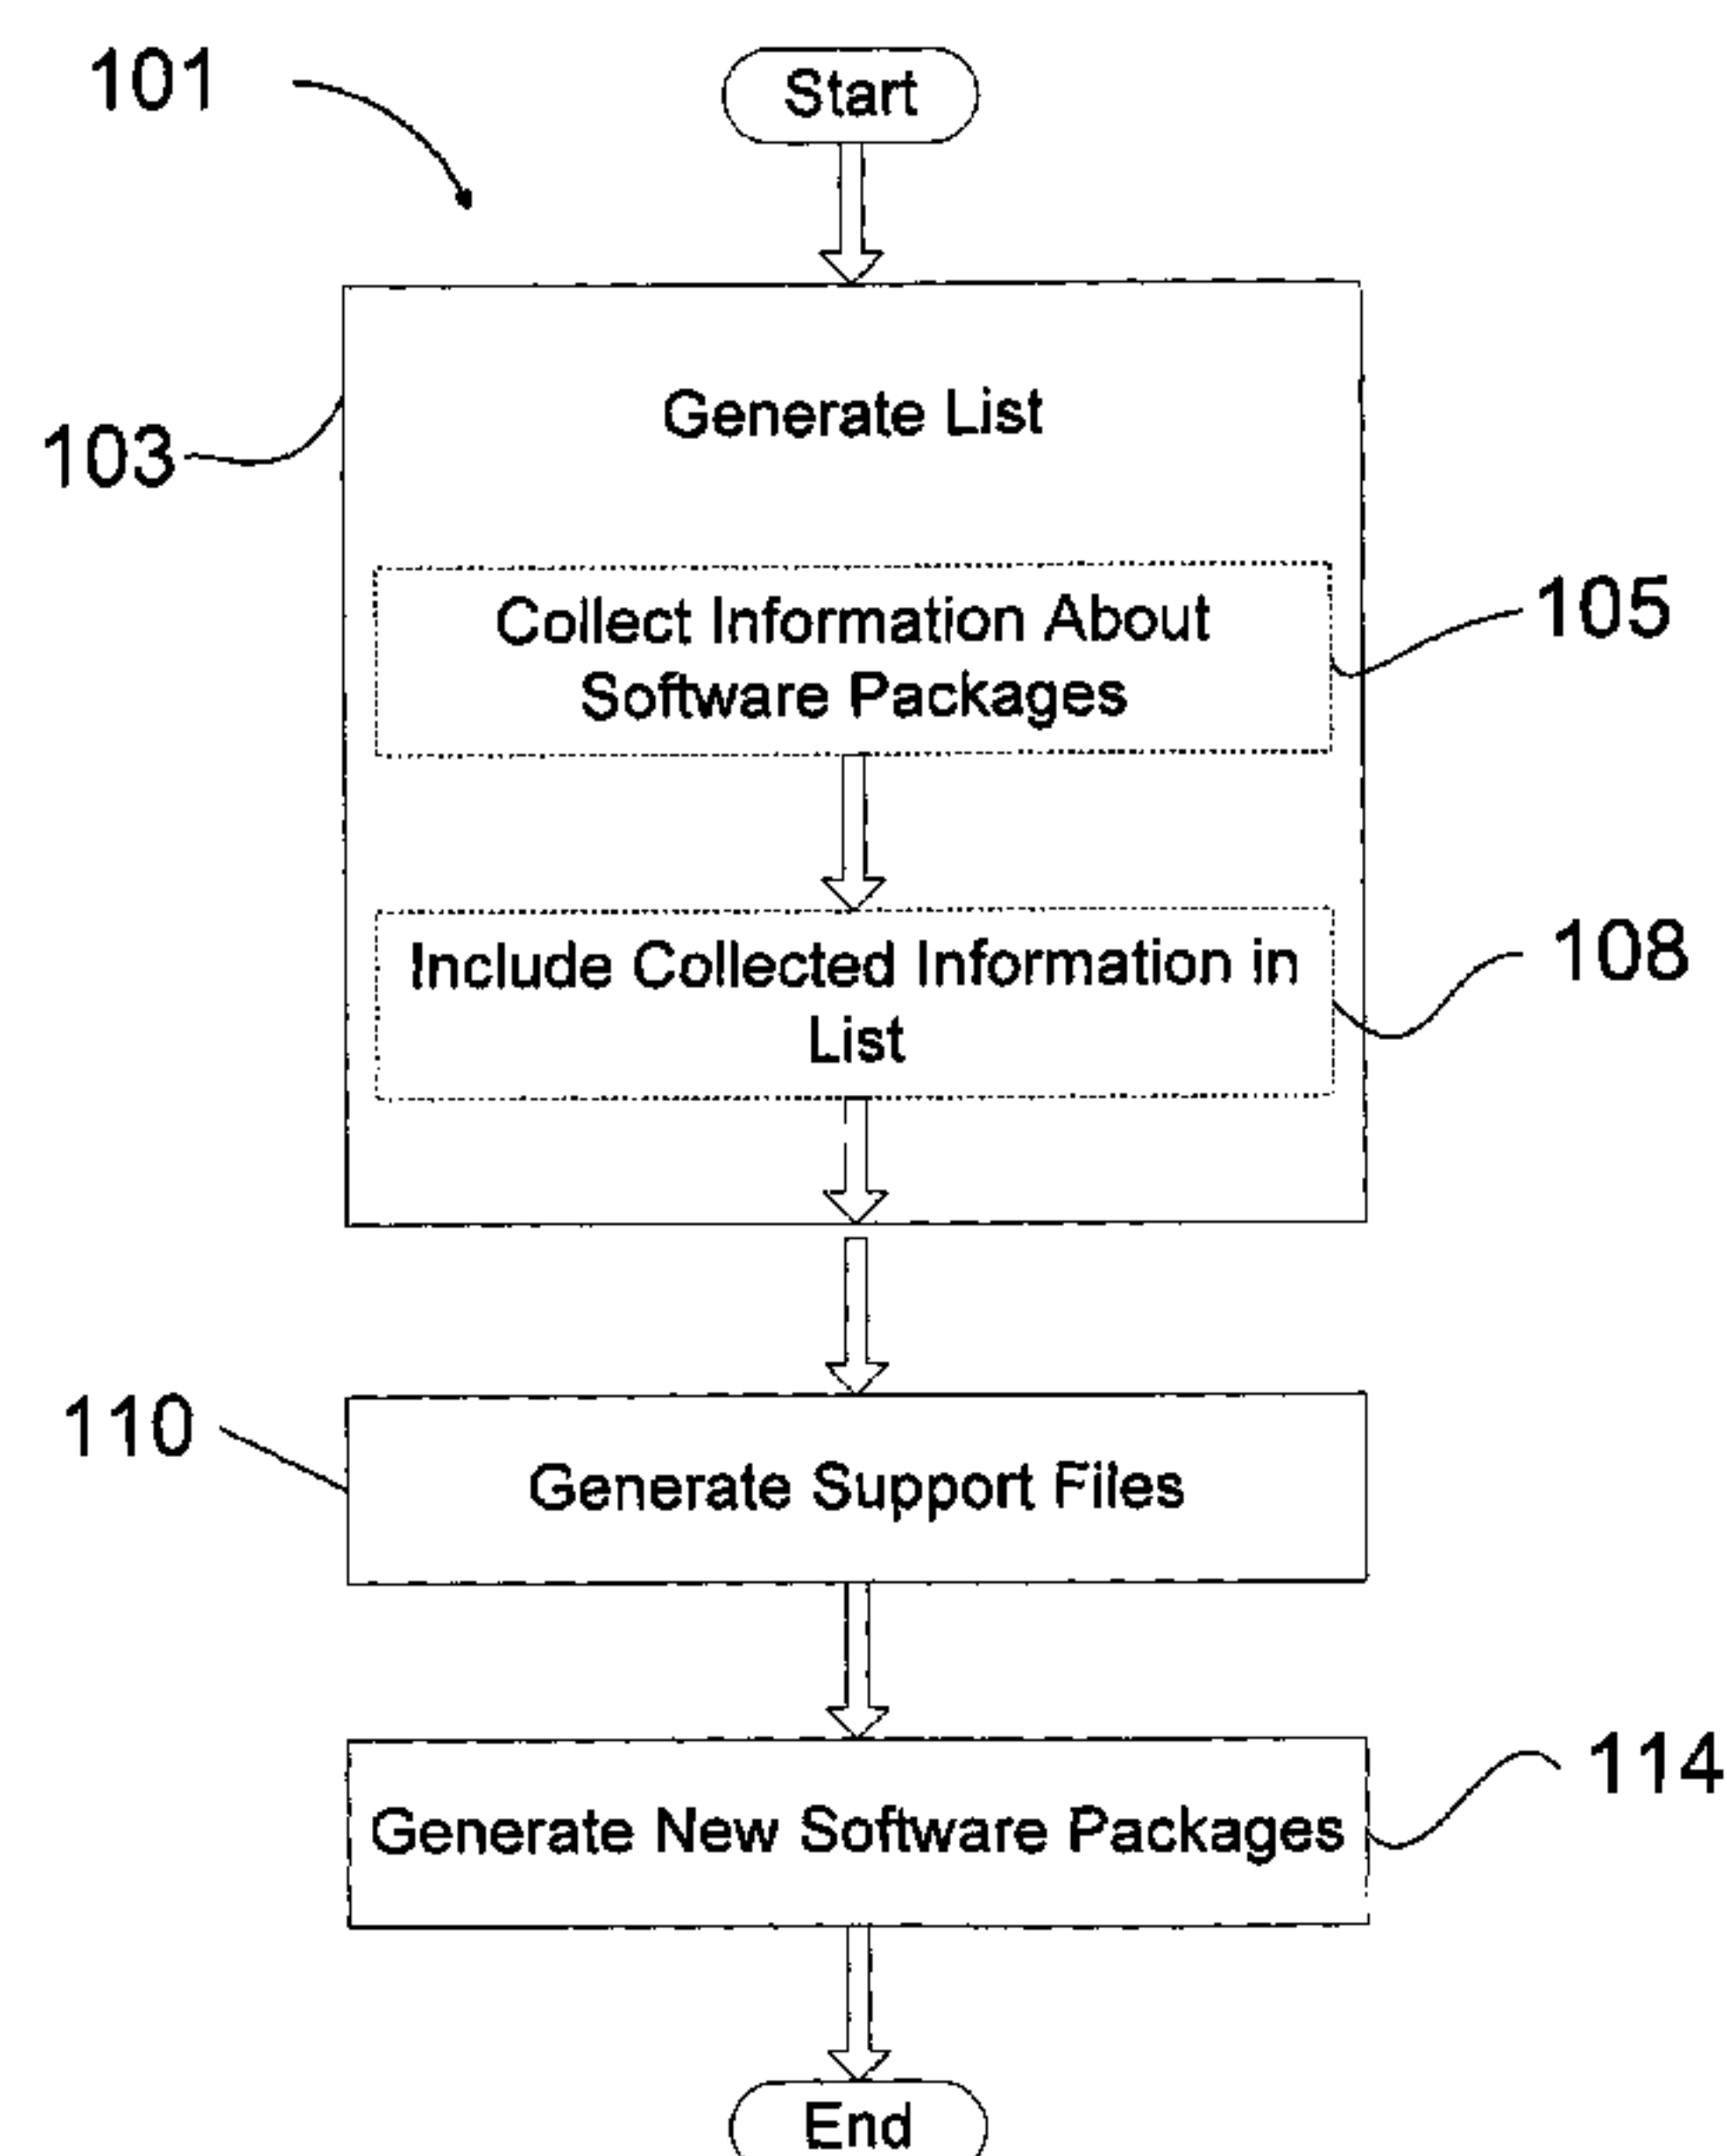 101
Start
Generate List
103
Collect Information About
Software Packages
105
Include Collected Information in
List
108
110
Generate Support Files
Generate New Software Packages
114
End